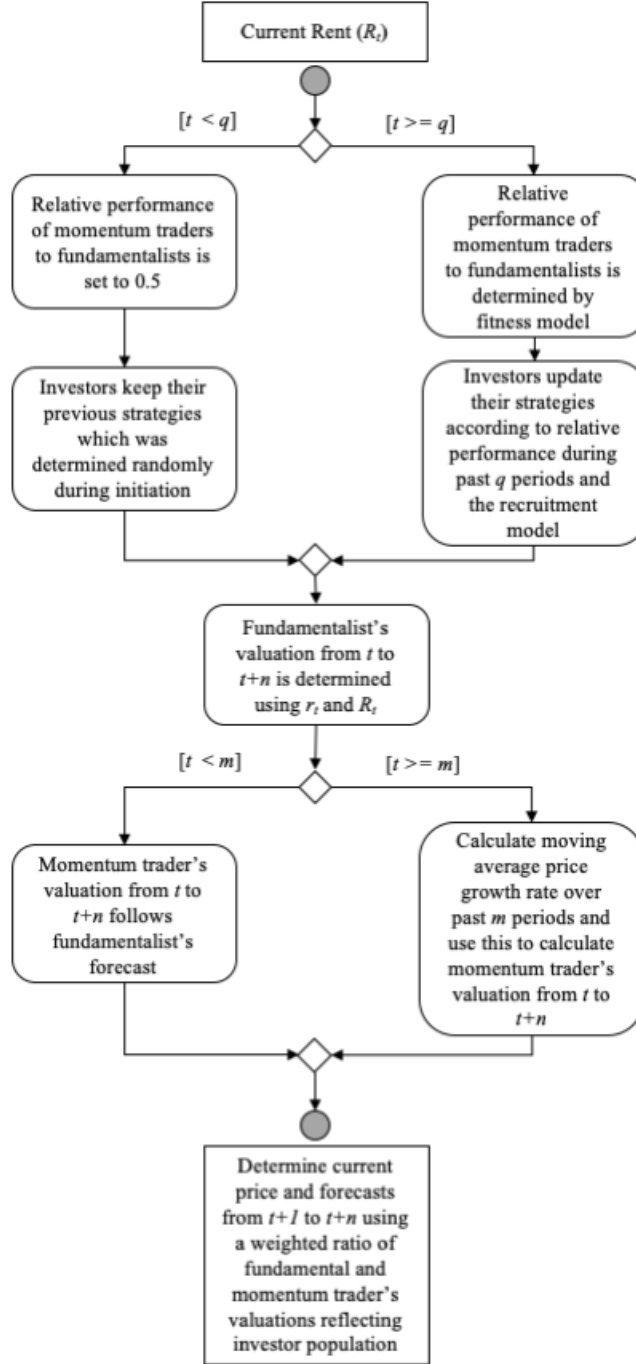 Current Rent (Rt)
[t < q]
[t >= q]
Relative performance
of momentum traders
to fundamentalists is
set to 0.5
Relative
performance of
momentum traders
to fundamentalists is
determined by
fitness model
Investors keep their
previous strategies
which was
determined randomly
during initiation
Investors update
their strategies
according to relative
performance during
past q periods and
the recruitment
model
Fundamentalist's
valuation from t to
t+n is determined
using rt and Rt
[t < m]
[t >= m]
Momentum trader's
valuation from t to
t+n follows
fundamentalist's
forecast
Calculate moving
average price
growth rate over
past m periods and
use this to calculate
momentum trader's
valuation from t to
t+n
Determine current
price and forecasts
from t+1 to t+n using
a weighted ratio of
fundamental and
momentum trader's
valuations reflecting
investor population